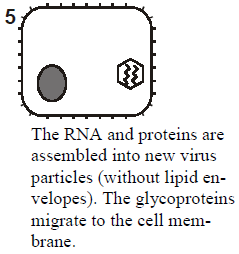 5
The RNA and proteins are
assembled into new virus
particles (without lipid en-
velopes). The glycoproteins
migrate to the cell mem-
brane.